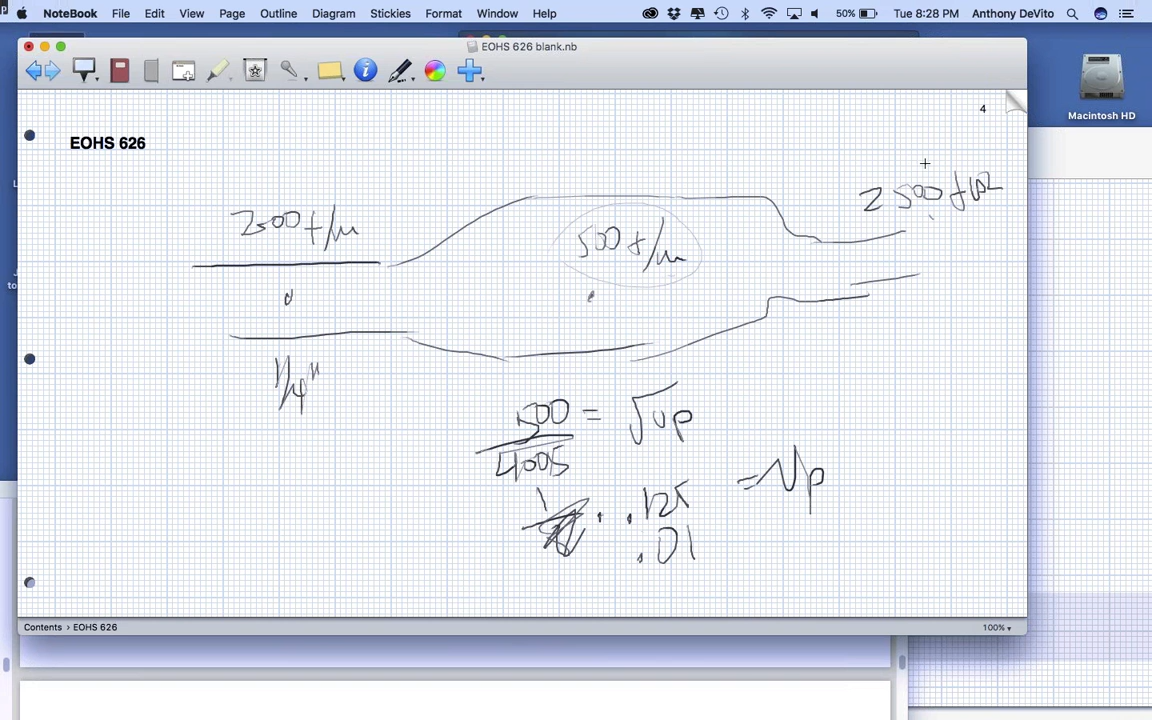 NoteBook File Edit View Page Outline Diagram Stickies Format Window Help 50% Tue 8:28 PM Anthony DeVito
EOHS 626 blank.nb
Macintosh HD
4
EOHS 626
2500 f/m
500 f/m
2500
1/4"
500 = √vp
4005
.125 = Vp
.01
Contents › EOHS 626
100%